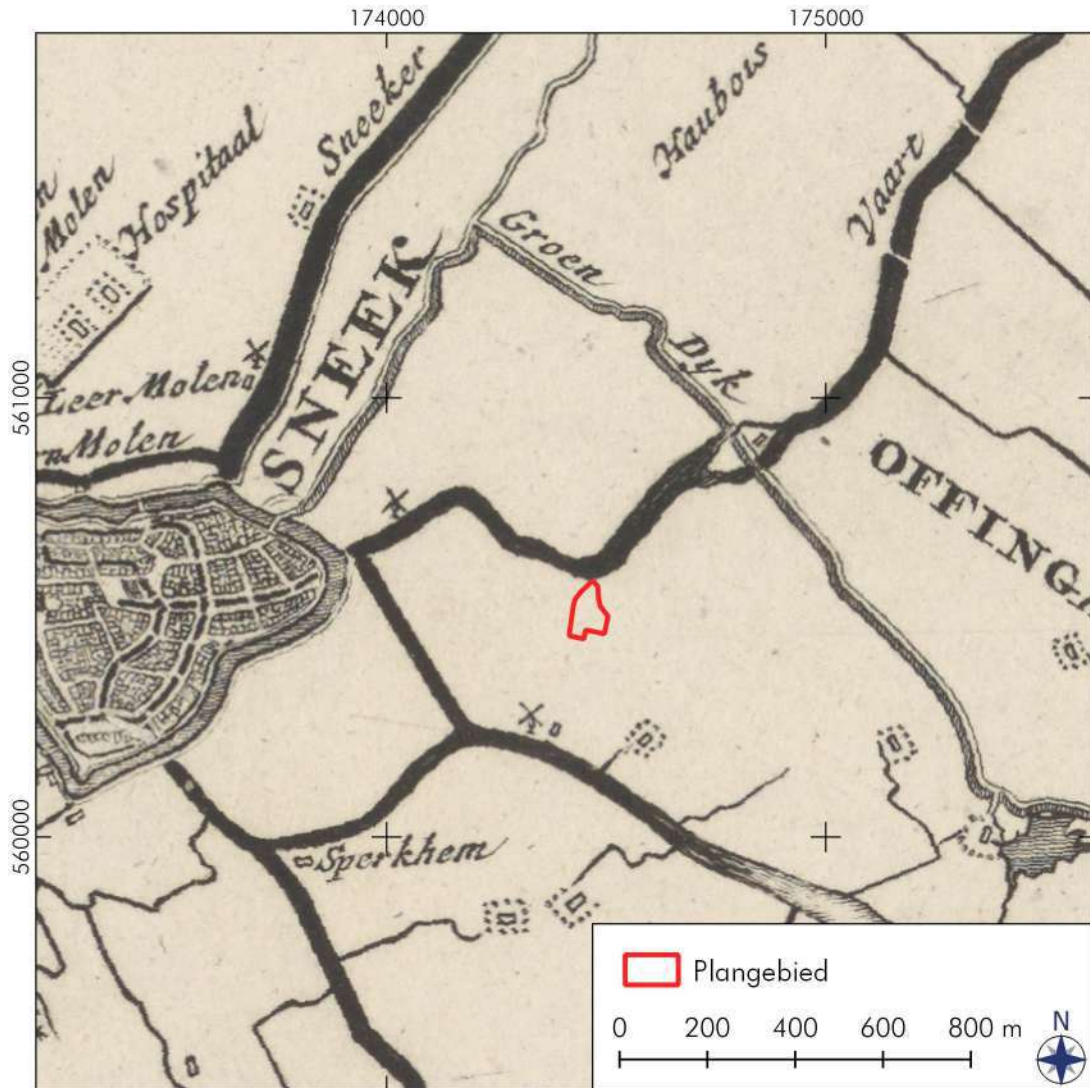 174000
175000
561000
560000
Sneeker
Haubois
Hospitaal
Molen
Vaart
Groen
Dyk
SNEEK
Leer Molen
Molen
OFFINGA
Sperkhem
Plangebied
0 200 400 600 800 m
N